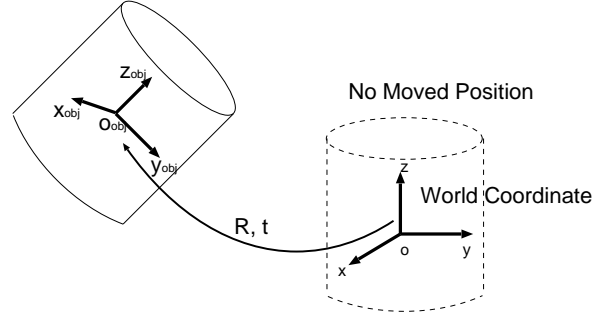 zobj
xobj
oobj
yobj
No Moved Position
z
World Coordinate
R, t
x
o
y